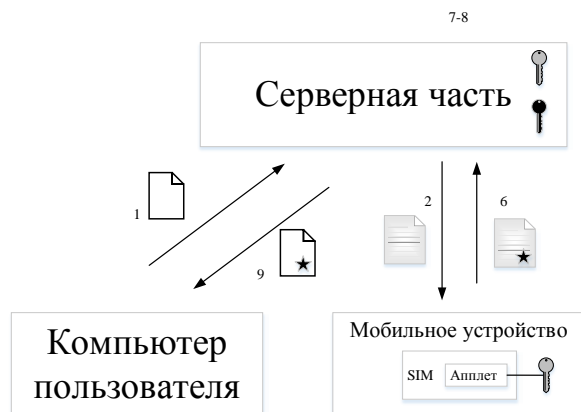 7-8
Серверная часть
1
9
2
6
Компьютер
пользователя
Мобильное устройство
SIM
Апплет